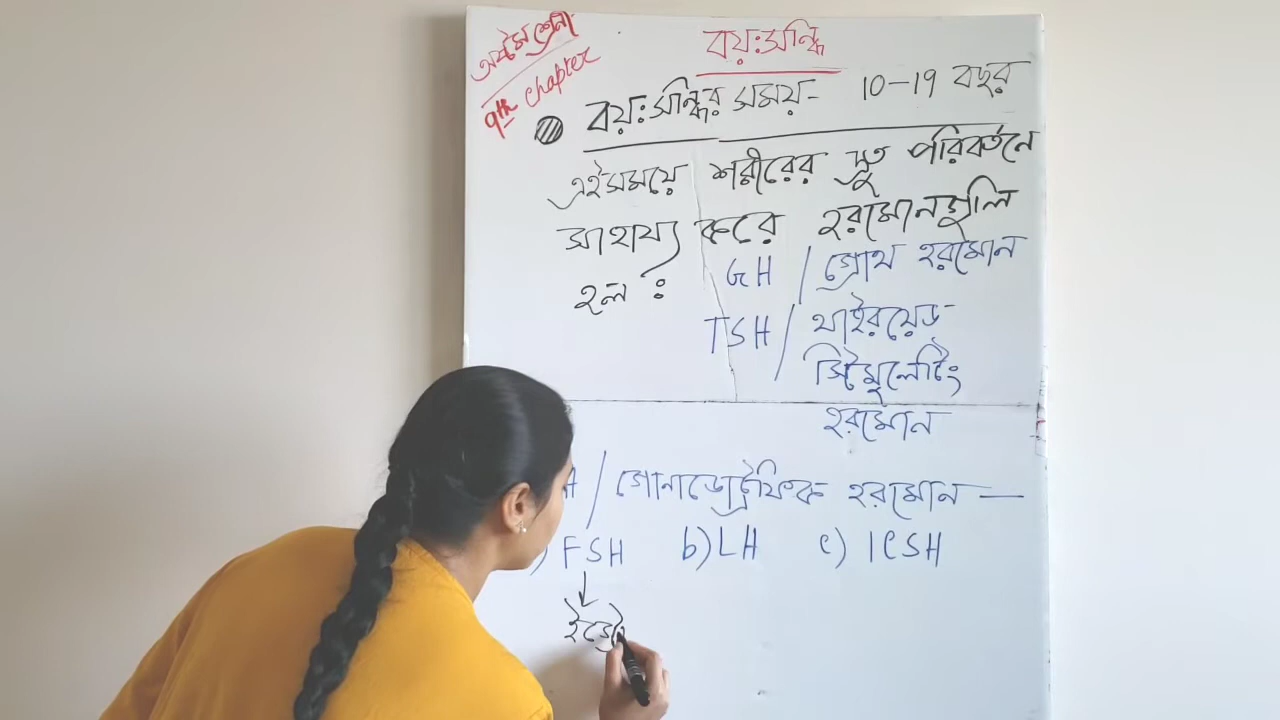 অষ্টম শ্রেনী
9th chapter
বয়ঃসন্ধি
বয়ঃসন্ধির সময়- 10-19 বছর
এইসময়ে শরীরের দ্রুত পরিবর্তনে
সাহায্য করে হরমোনগুলি
হল :
GH / গ্রোথ হরমোন
TSH / থাইরয়েড
স্টিমুলেটিং
হরমোন
H / গোনাডোট্রফিক হরমোন —
) FSH b) LH c) ICSH
↓